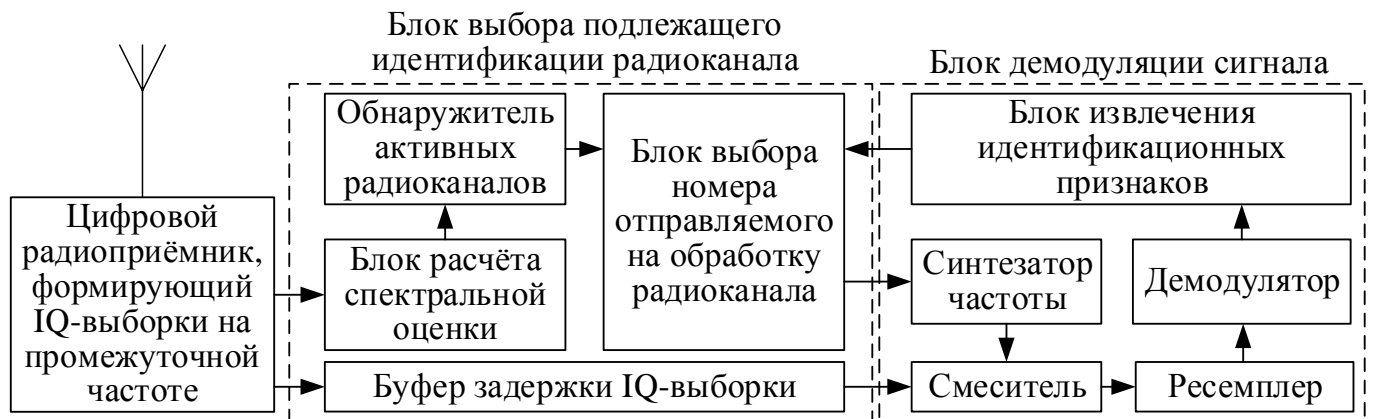 Блок выбора подлежащего
идентификации радиоканала
Блок демодуляции сигнала
Обнаружитель
активных
радиоканалов
Блок выбора
номера
отправляемого
на обработку
радиоканала
Блок извлечения
идентификационных
признаков
Цифровой
радиоприёмник,
формирующий
IQ-выборки на
промежуточной
частоте
Блок расчёта
спектральной
оценки
Синтезатор
частоты
Демодулятор
Буфер задержки IQ-выборки
Смеситель
Ресемплер